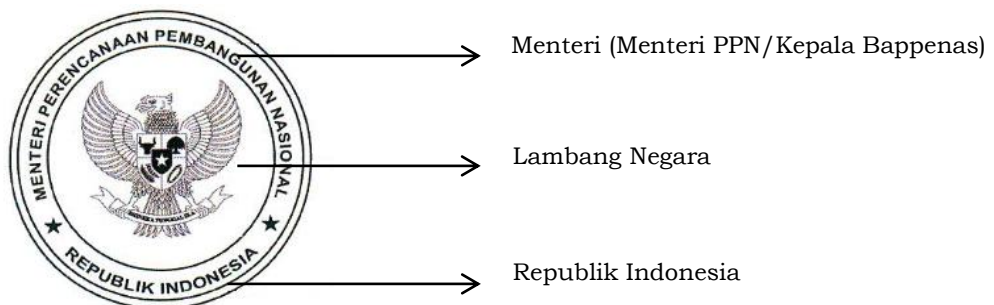 MENTERI PERENCANAAN PEMBANGUNAN NASIONAL
REPUBLIK INDONESIA
Menteri (Menteri PPN/Kepala Bappenas)
Lambang Negara
Republik Indonesia